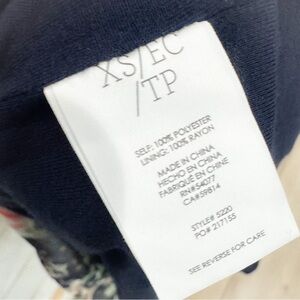 XS/EC
/TP
SELF: 100% POLYESTER
LINING: 100% RAYON
MADE IN CHINA
HECHO EN CHINA
FABRIQUÉ EN CHINE
RN#54077
CA#59814
STYLE# 5220
PO# 217155
SEE REVERSE FOR CARE